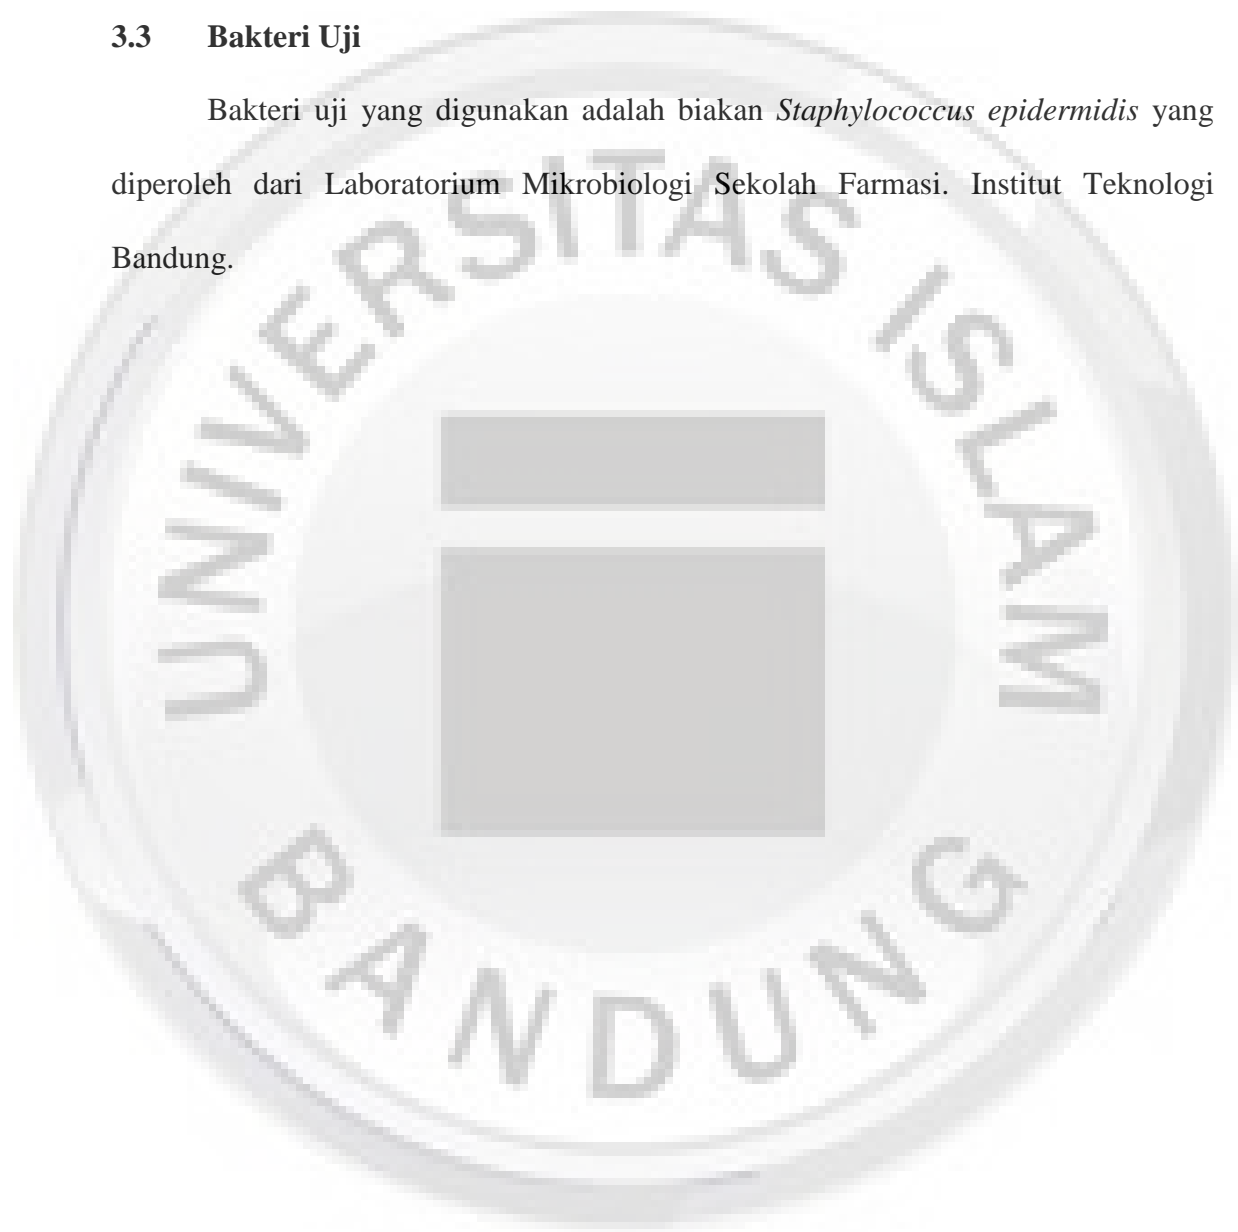 3.3 Bakteri Uji
Bakteri uji yang digunakan adalah biakan Staphylococcus epidermidis yang
diperoleh dari Laboratorium Mikrobiologi Sekolah Farmasi. Institut Teknologi
Bandung.
UNIVERSITAS ISLAM
BANDUNG